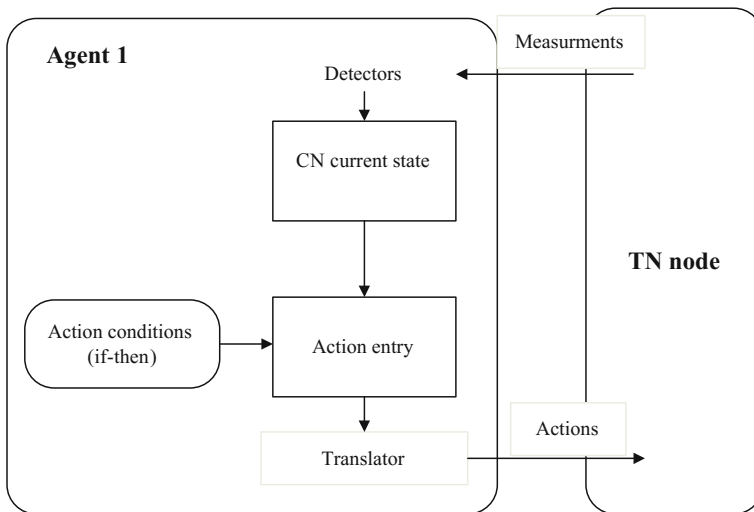 Measurments
Agent 1
Detectors
CN current state
TN node
Action conditions
(if-then)
Action entry
Actions
Translator